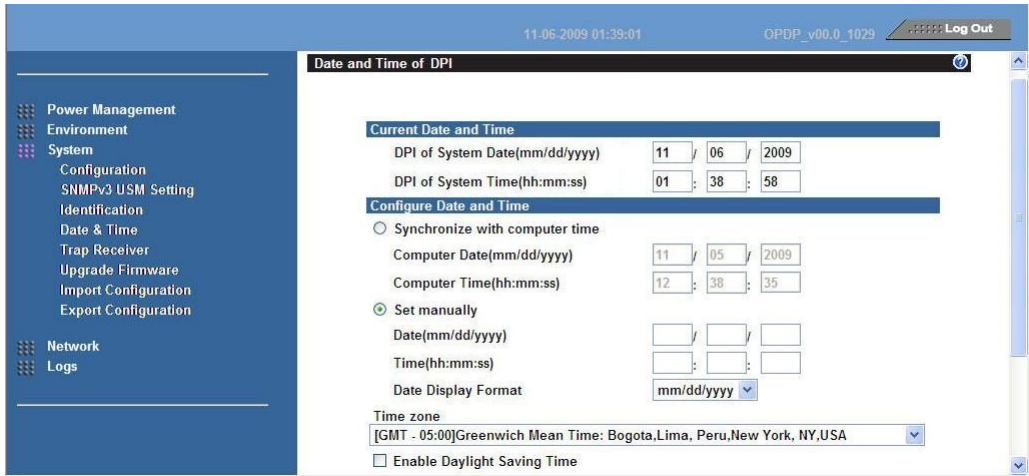 11-06-2009 01:39:01 OPDP_v00.0_1029 Log Out
Power Management
Environment
System
Configuration
SNMPv3 USM Setting
Identification
Date & Time
Trap Receiver
Upgrade Firmware
Import Configuration
Export Configuration
Network
Logs
Date and Time of DPI ?
Current Date and Time
DPI of System Date(mm/dd/yyyy) 11 / 06 / 2009
DPI of System Time(hh:mm:ss) 01 : 38 : 58
Configure Date and Time
Synchronize with computer time
Computer Date(mm/dd/yyyy) 11 / 05 / 2009
Computer Time(hh:mm:ss) 12 : 38 : 35
Set manually
Date(mm/dd/yyyy) / /
Time(hh:mm:ss) : :
Date Display Format mm/dd/yyyy
Time zone
[GMT - 05:00]Greenwich Mean Time: Bogota,Lima, Peru,New York, NY,USA
Enable Daylight Saving Time